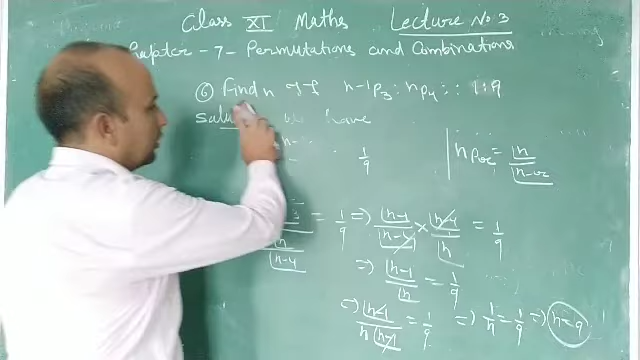 Class XI Maths Lecture No 3
Chapter - 7 - Permutations and Combinations
⑥ Find n if n-1P3 : nP4 : : 1:9
we have
1/9
nPr = |n / |n-r
= 1/9 => |n-1 / |n-4 × |n-4 / |n = 1/9
|n / |n-4
=> |n-1 / |n = 1/9
=> |n-1 / n |n-1 = 1/9 => 1/n = 1/9 => n=9